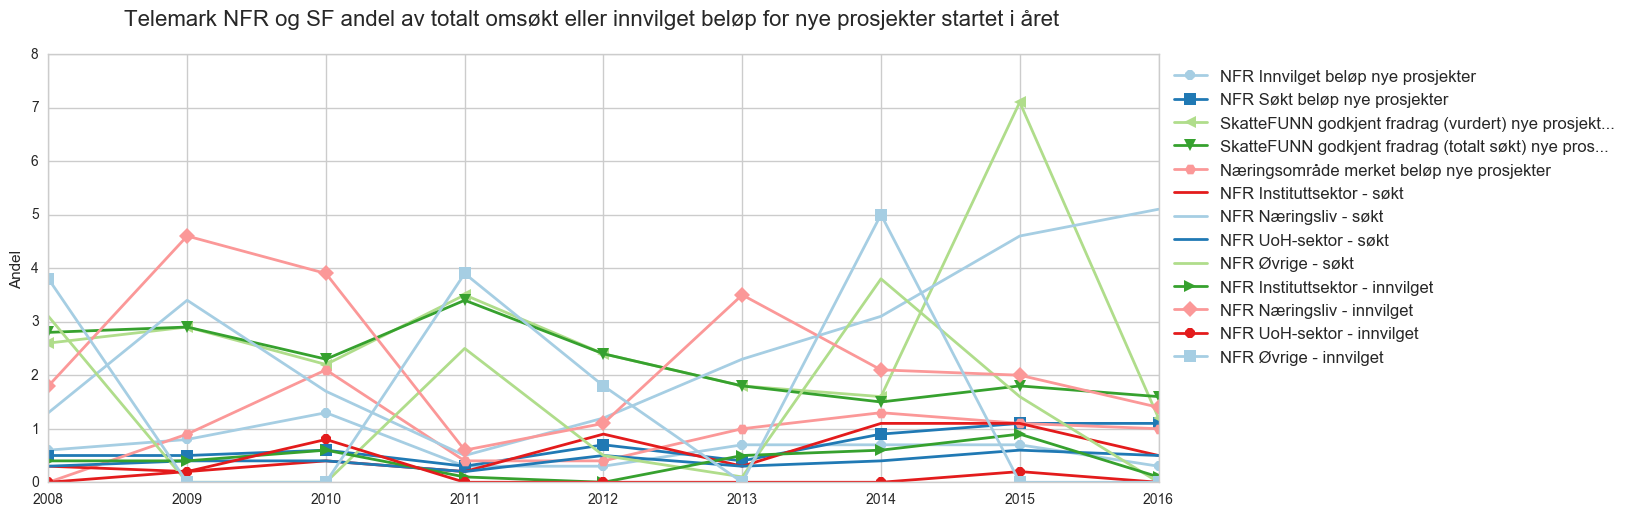 Telemark NFR og SF andel av totalt omsøkt eller innvilget beløp for nye prosjekter startet i året
8
7
6
5
4
3
2
1
0
Andel
2008 2009 2010 2011 2012 2013 2014 2015 2016
NFR Innvilget beløp nye prosjekter
NFR Søkt beløp nye prosjekter
SkatteFUNN godkjent fradrag (vurdert) nye prosjekt...
SkatteFUNN godkjent fradrag (totalt søkt) nye pros...
Næringsområde merket beløp nye prosjekter
NFR Instituttsektor - søkt
NFR Næringsliv - søkt
NFR UoH-sektor - søkt
NFR Øvrige - søkt
NFR Instituttsektor - innvilget
NFR Næringsliv - innvilget
NFR UoH-sektor - innvilget
NFR Øvrige - innvilget